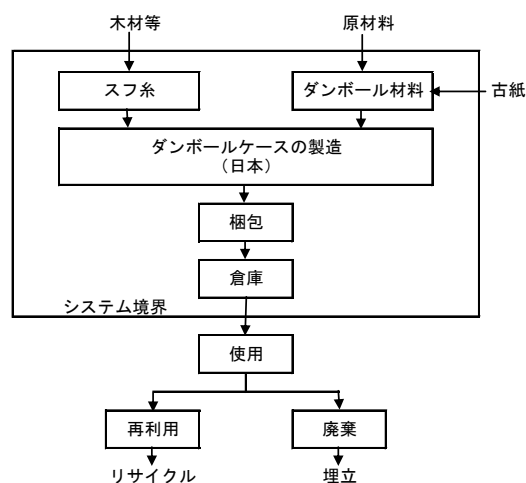 木材等
原材料
スフ糸
ダンボール材料
古紙
ダンボールケースの製造
（日本）
梱包
倉庫
システム境界
使用
再利用
廃棄
リサイクル
埋立